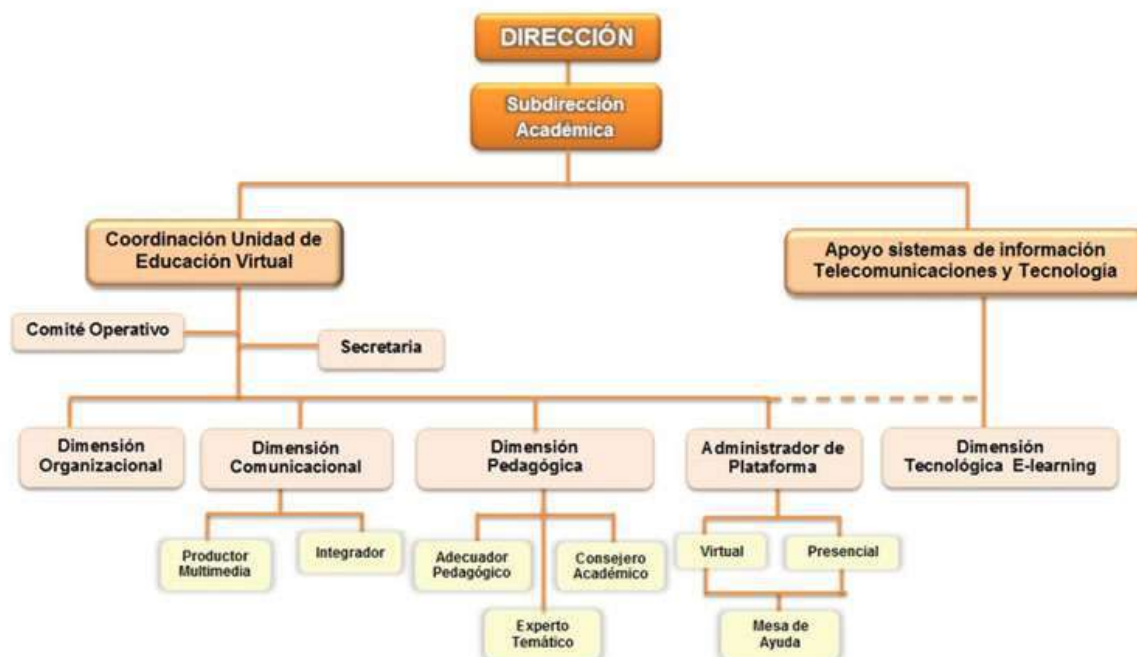 DIRECCIÓN
Subdirección
Académica
Coordinación Unidad de
Educación Virtual
Apoyo sistemas de información
Telecomunicaciones y Tecnología
Comité Operativo
Secretaria
Dimensión
Organizacional
Dimensión
Comunicacional
Dimensión
Pedagógica
Administrador de
Plataforma
Dimensión
Tecnológica E-learning
Productor
Multimedia
Integrador
Adecuador
Pedagógico
Consejero
Académico
Virtual
Presencial
Experto
Temático
Mesa de
Ayuda